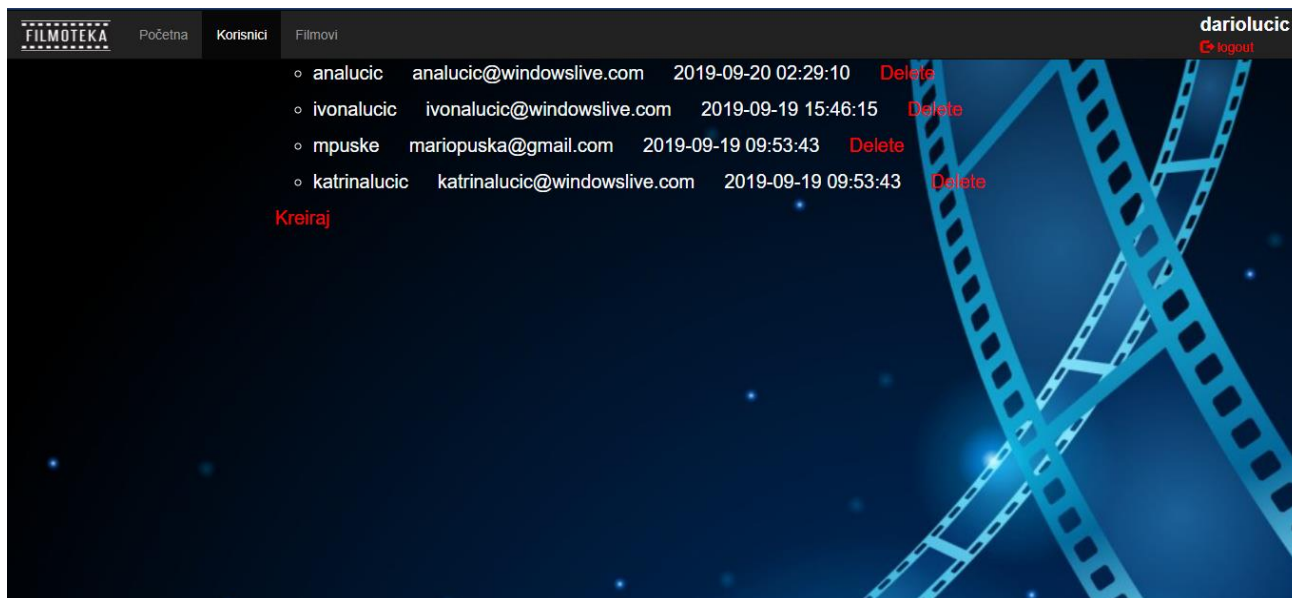 FILMOTEKA Početna Korisnici Filmovi dariolucic
logout
analucic analucic@windowslive.com 2019-09-20 02:29:10 Delete
ivonalucic ivonalucic@windowslive.com 2019-09-19 15:46:15 Delete
mpuske mariopuska@gmail.com 2019-09-19 09:53:43 Delete
katrinalucic katrinalucic@windowslive.com 2019-09-19 09:53:43 Delete
Kreiraj